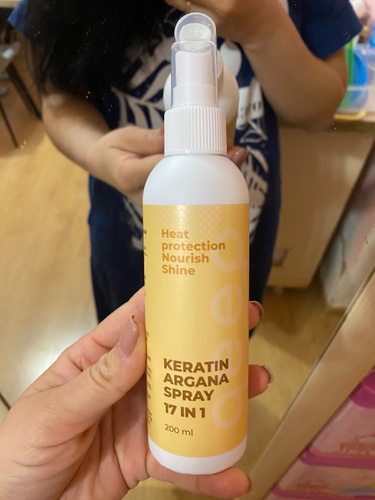 Heat
protection
Nourish
Shine
KERATIN
ARGANA
SPRAY
17 IN 1
200 ml